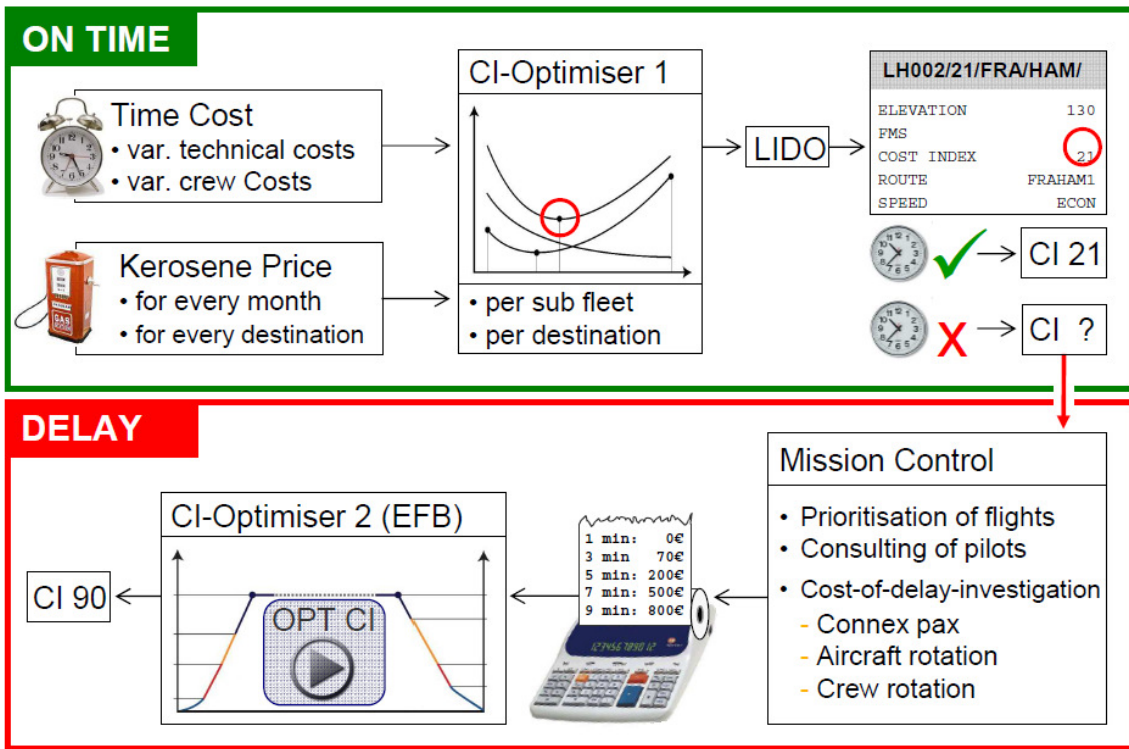 ON TIME
Time Cost
• var. technical costs
• var. crew Costs
Kerosene Price
• for every month
• for every destination
CI-Optimiser 1
• per sub fleet
• per destination
LIDO
LH002/21/FRA/HAM/
ELEVATION 130
FMS
COST INDEX 21
ROUTE FRAHAM1
SPEED ECON
CI 21
CI ?
DELAY
Mission Control
• Prioritisation of flights
• Consulting of pilots
• Cost-of-delay-investigation
- Connex pax
- Aircraft rotation
- Crew rotation
1 min: 0€
3 min 70€
5 min: 200€
7 min: 500€
9 min: 800€
CI-Optimiser 2 (EFB)
OPT CI
CI 90